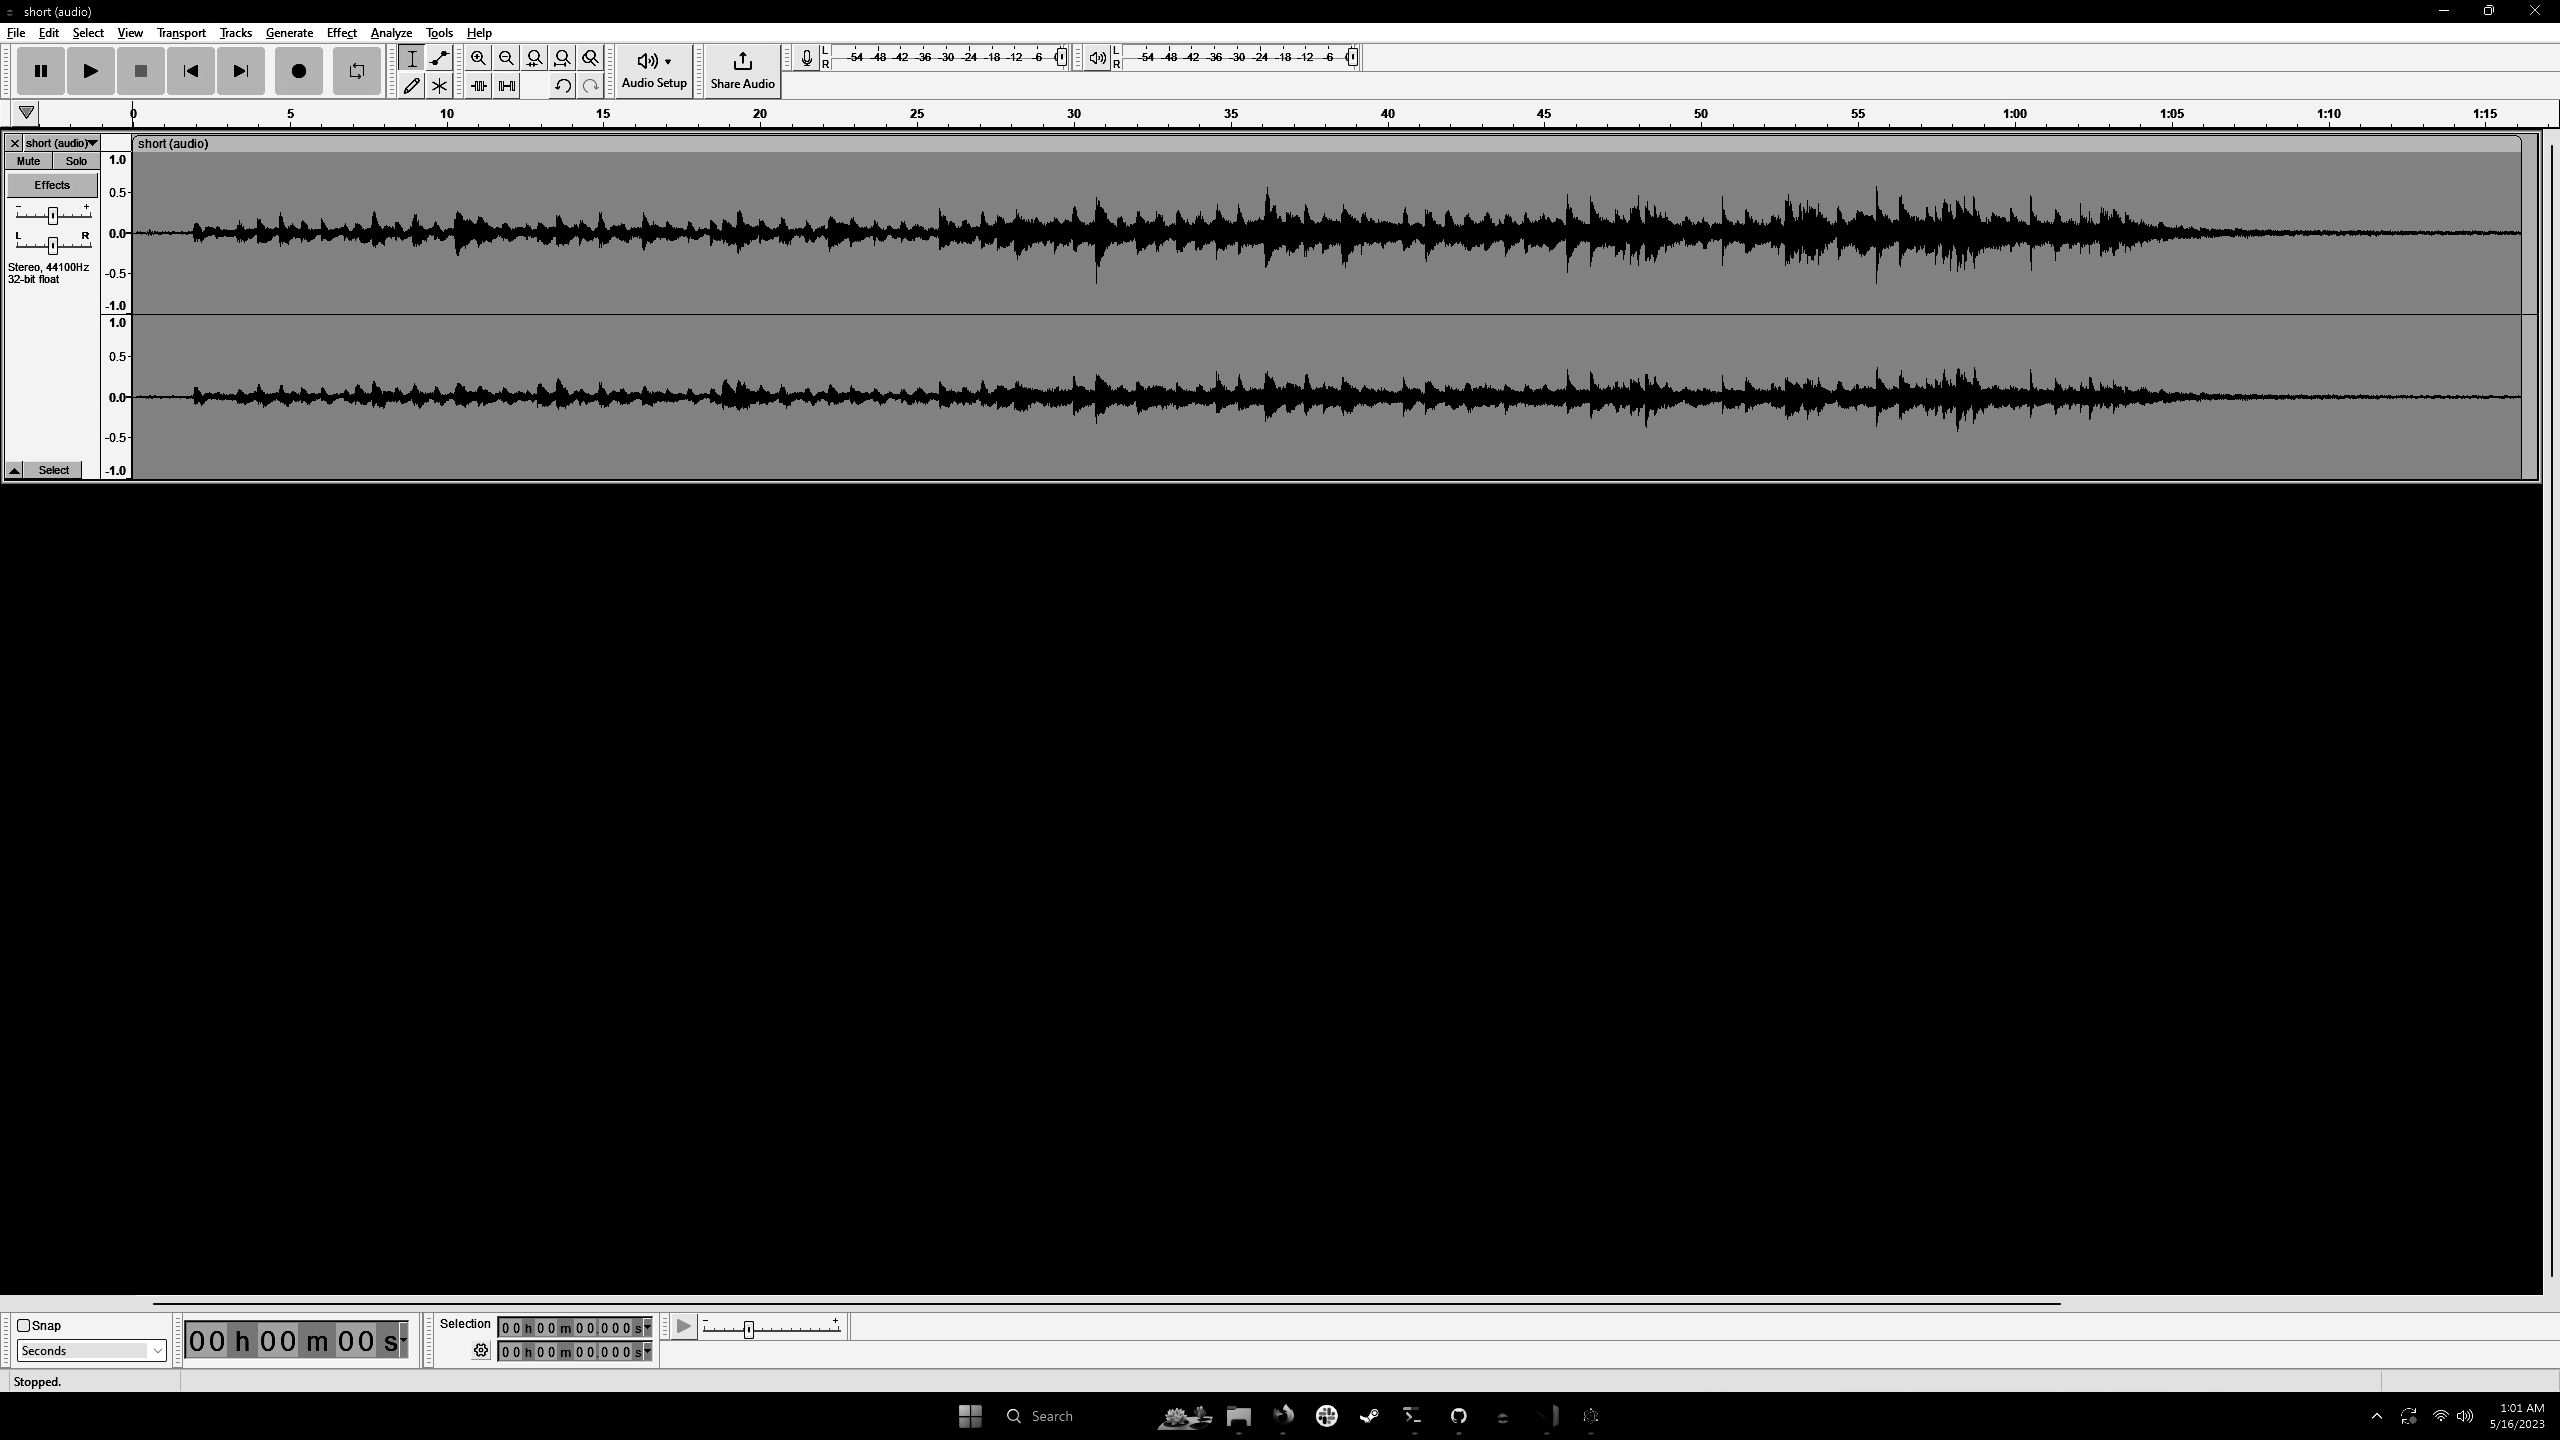 short (audio)
File Edit Select View Transport Tracks Generate Effect Analyze Tools Help
L
R
-54 -48 -42 -36 -30 -24 -18 -12 -6 0
L
R
-54 -48 -42 -36 -30 -24 -18 -12 -6 0
Audio Setup
Share Audio
0 5 10 15 20 25 30 35 40 45 50 55 1:00 1:05 1:10 1:15
short (audio)
Mute Solo
Effects
- +
L R
Stereo, 44100Hz
32-bit float
Select
short (audio)
1.0
0.5
0.0
-0.5
-1.0
1.0
0.5
0.0
-0.5
-1.0
Snap
Seconds
00 h 00 m 00 s
Selection
00 h 00 m 00.000 s
00 h 00 m 00.000 s
- +
Stopped.
Search
1:01 AM
5/16/2023